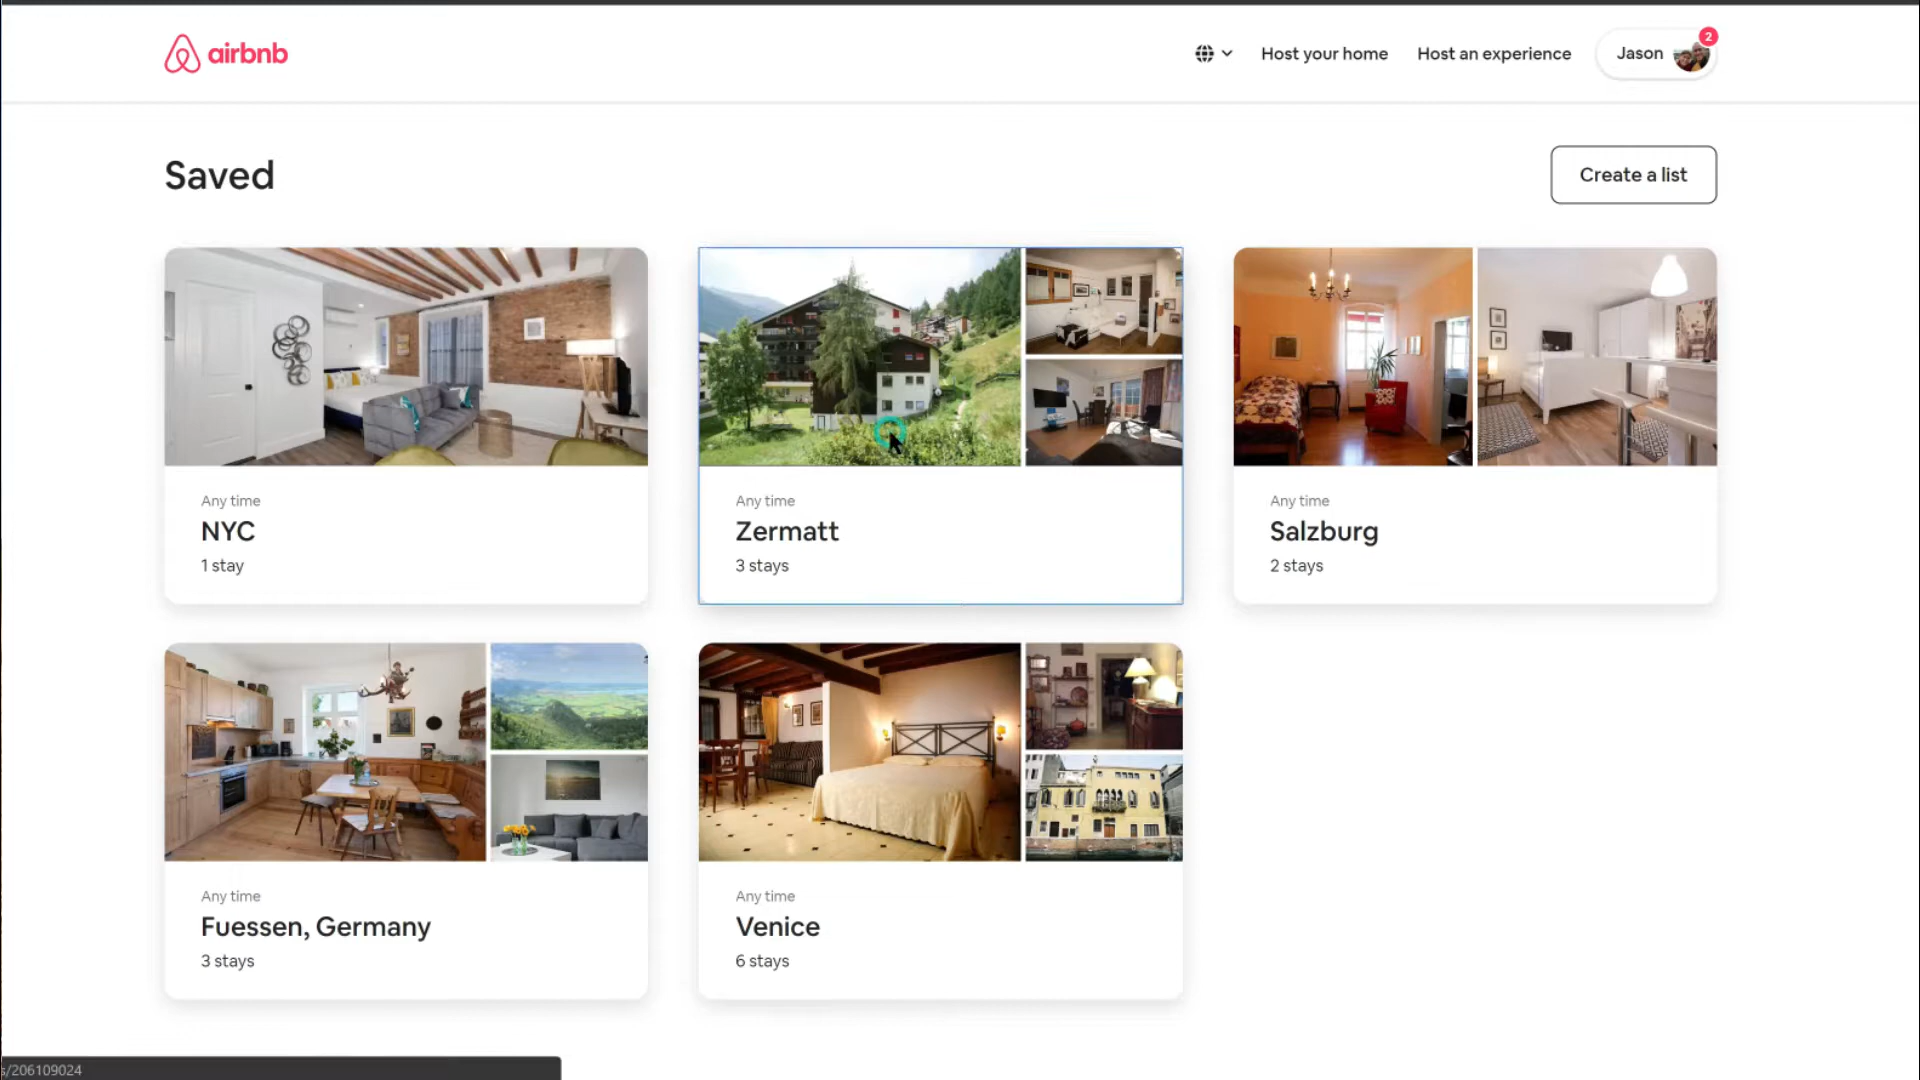 airbnb
Host your home
Host an experience
Jason
2
Saved
Create a list
Any time
NYC
1 stay
Any time
Zermatt
3 stays
Any time
Salzburg
2 stays
Any time
Fuessen, Germany
3 stays
Any time
Venice
6 stays
s/206109024